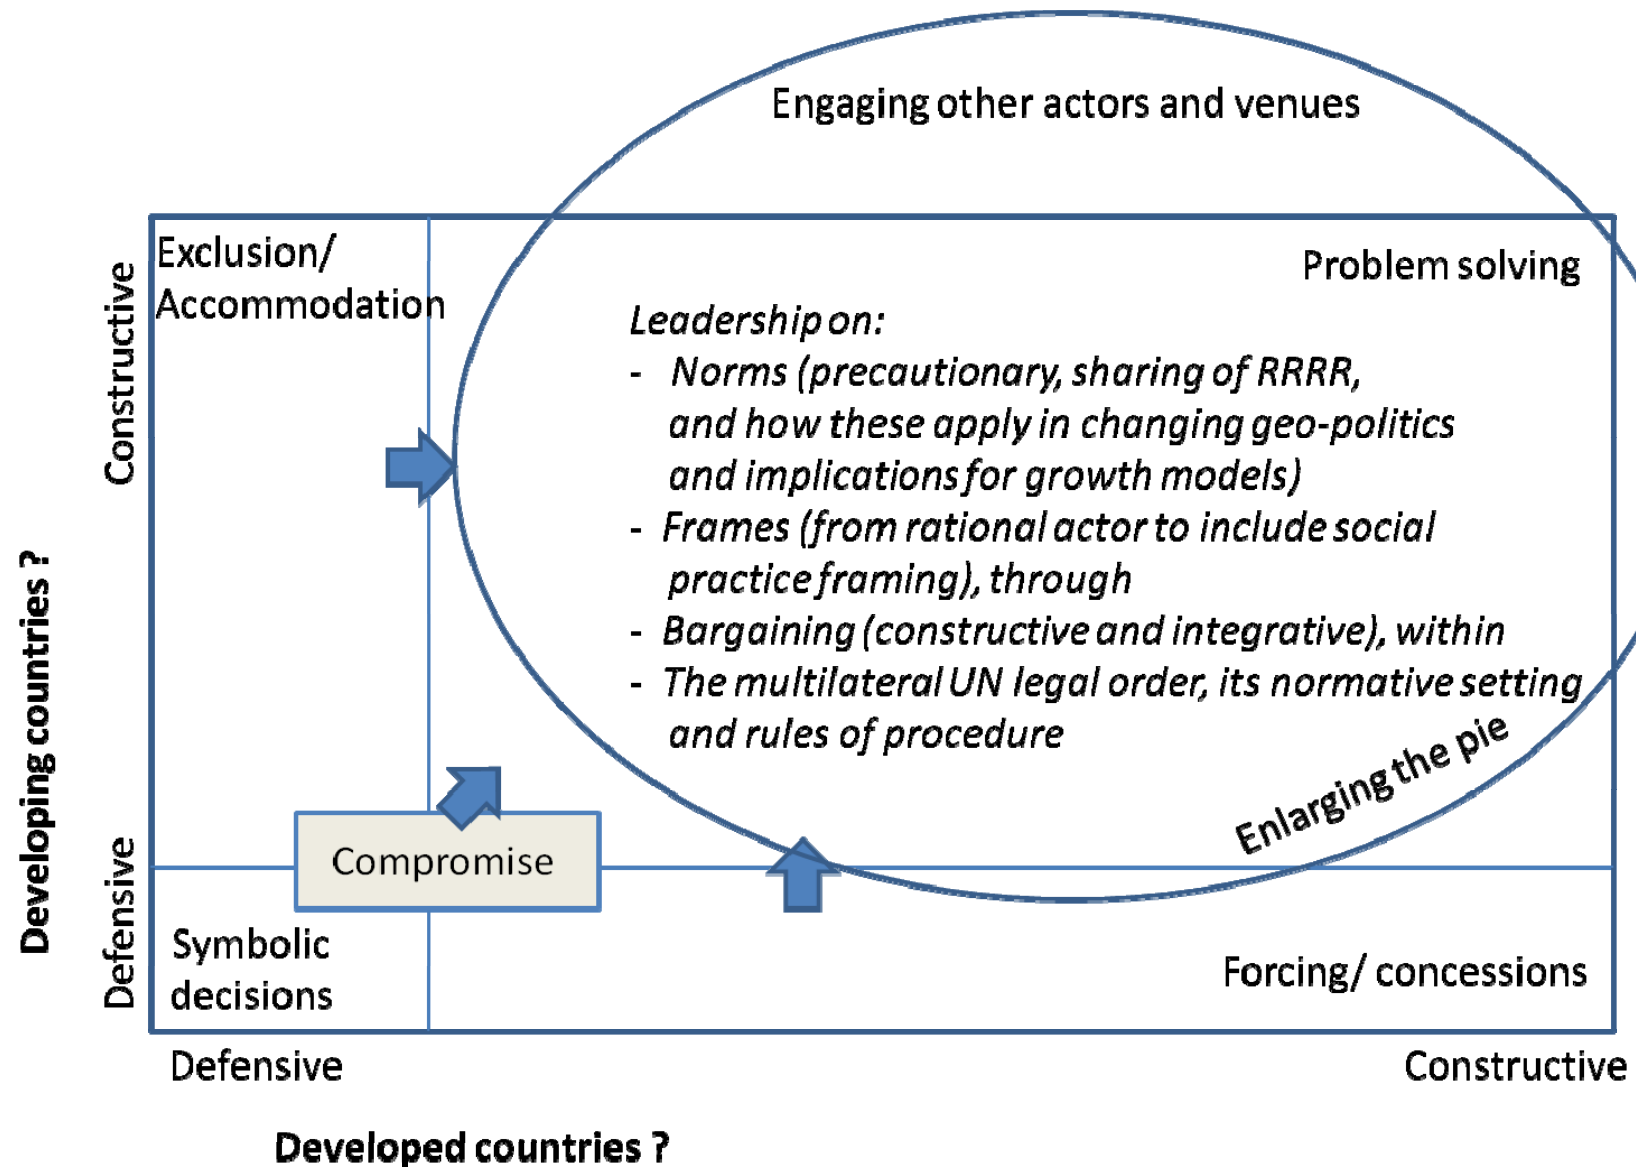 Engaging other actors and venues
Exclusion/
Accommodation
Problem solving
Leadership on:
- Norms (precautionary, sharing of RRRR,
and how these apply in changing geo-politics
and implications for growth models)
- Frames (from rational actor to include social
practice framing), through
- Bargaining (constructive and integrative), within
- The multilateral UN legal order, its normative setting
and rules of procedure
Enlarging the pie
Compromise
Symbolic
decisions
Forcing/ concessions
Constructive
Defensive
Developing countries ?
Defensive
Constructive
Developed countries ?